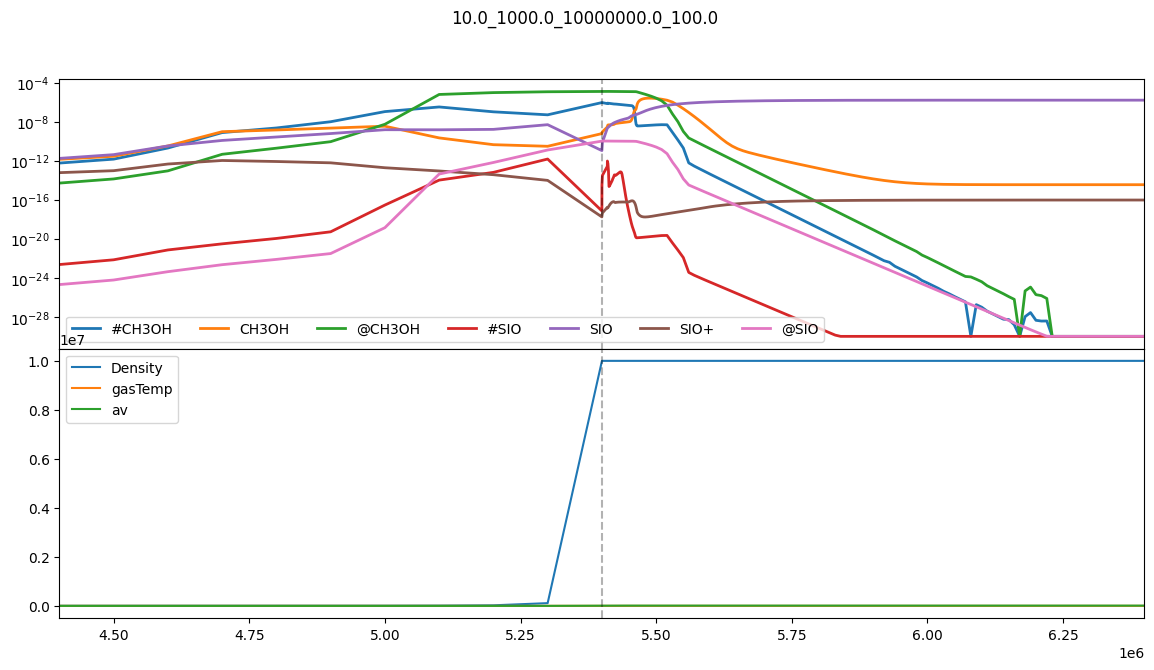 10.0_1000.0_10000000.0_100.0
10⁻⁴
10⁻⁸
10⁻¹²
10⁻¹⁶
10⁻²⁰
10⁻²⁴
10⁻²⁸
#CH3OH CH3OH @CH3OH #SIO SIO SIO+ @SIO
1e7
Density
gasTemp
av
1.0
0.8
0.6
0.4
0.2
0.0
4.50 4.75 5.00 5.25 5.50 5.75 6.00 6.25
1e6